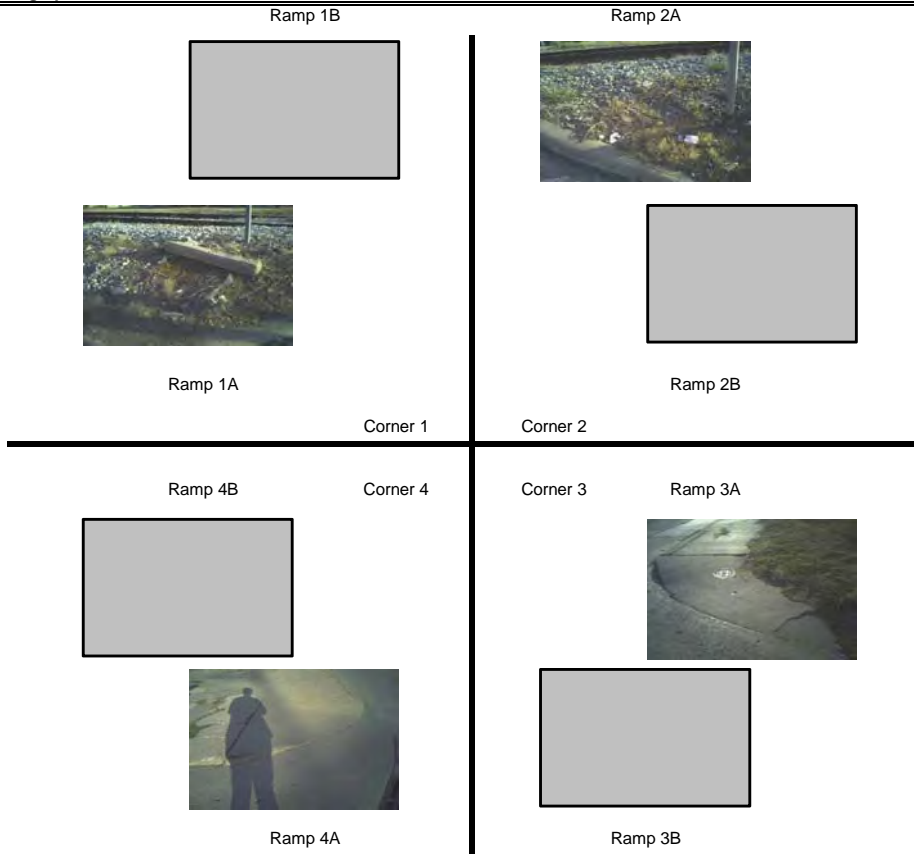 Ramp 1B
Ramp 2A
Ramp 1A
Ramp 2B
Corner 1
Corner 2
Ramp 4B
Corner 4
Corner 3
Ramp 3A
Ramp 4A
Ramp 3B